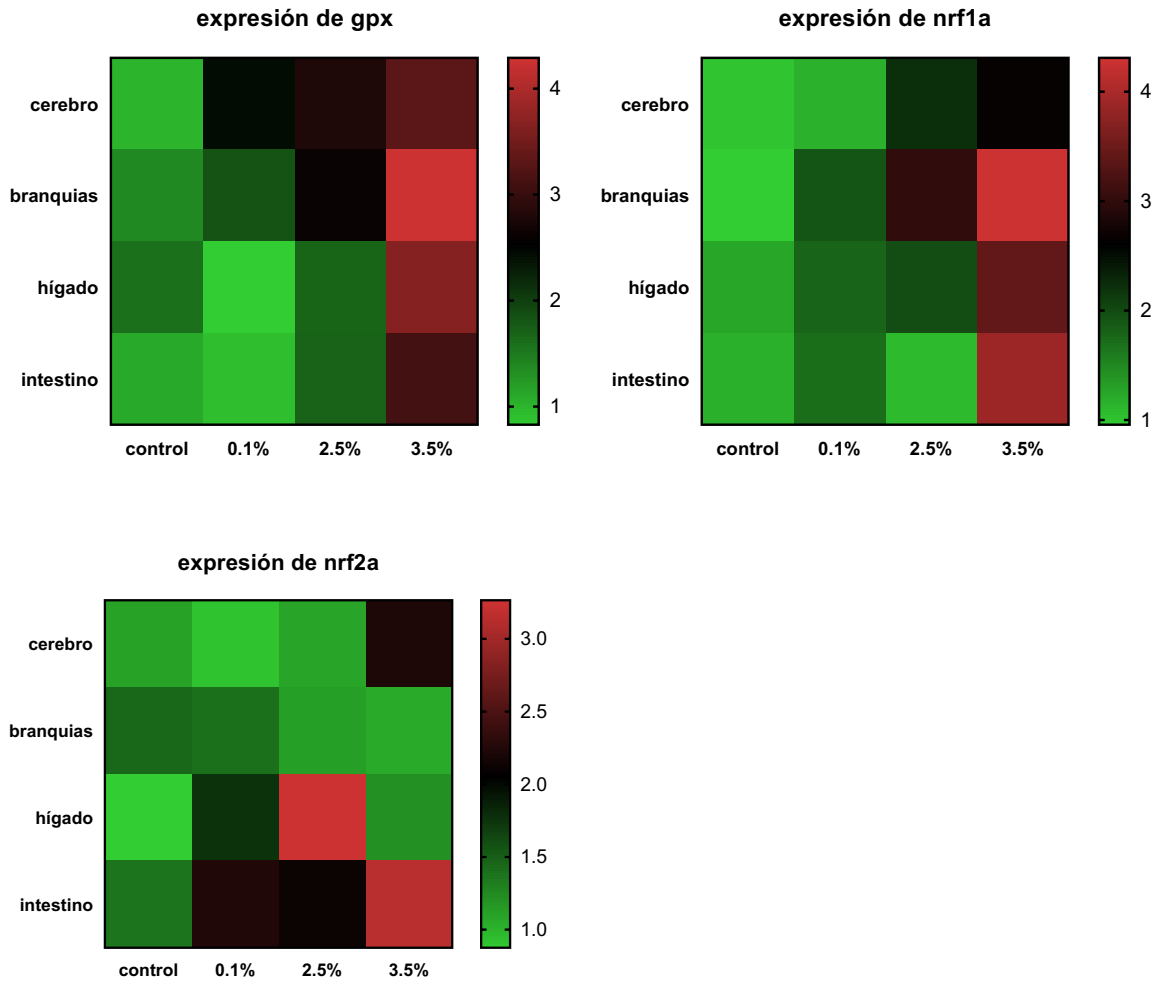 expresión de gpx
cerebro
branquias
hígado
intestino
control 0.1% 2.5% 3.5%
4
3
2
1
expresión de nrf1a
cerebro
branquias
hígado
intestino
control 0.1% 2.5% 3.5%
4
3
2
1
expresión de nrf2a
cerebro
branquias
hígado
intestino
control 0.1% 2.5% 3.5%
3.0
2.5
2.0
1.5
1.0